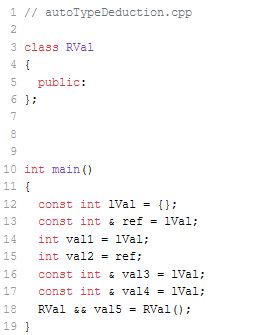 1 // autoTypeDeduction.cpp
2
3 class RVal
4 {
5 public:
6 };
7
8
9
10 int main()
11 {
12 const int lVal = {};
13 const int & ref = lVal;
14 int val1 = lVal;
15 int val2 = ref;
16 const int & val3 = lVal;
17 const int & val4 = lVal;
18 RVal && val5 = RVal();
19 }